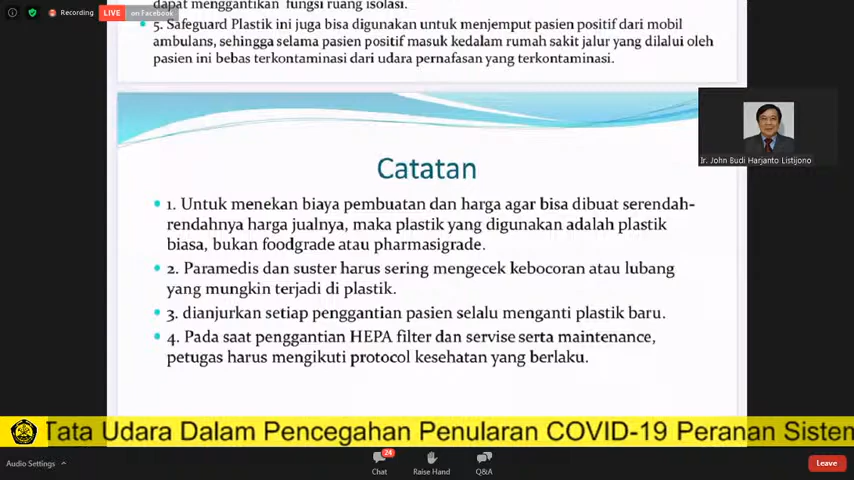 Recording
LIVE
on Facebook
dapat menggantikan fungsi ruang isolasi.
5. Safeguard Plastik ini juga bisa digunakan untuk menjemput pasien positif dari mobil
ambulans, sehingga selama pasien positif masuk kedalam rumah sakit jalur yang dilalui oleh
pasien ini bebas terkontaminasi dari udara pernafasan yang terkontaminasi.
Ir. John Budi Harjanto Listijono
Catatan
1. Untuk menekan biaya pembuatan dan harga agar bisa dibuat serendah-
rendahnya harga jualnya, maka plastik yang digunakan adalah plastik
biasa, bukan foodgrade atau pharmasigrade.
2. Paramedis dan suster harus sering mengecek kebocoran atau lubang
yang mungkin terjadi di plastik.
3. dianjurkan setiap penggantian pasien selalu menganti plastik baru.
4. Pada saat penggantian HEPA filter dan servise serta maintenance,
petugas harus mengikuti protocol kesehatan yang berlaku.
Tata Udara Dalam Pencegahan Penularan COVID-19 Peranan Sistem
Audio Settings
24
Chat
Raise Hand
Q&A
Leave